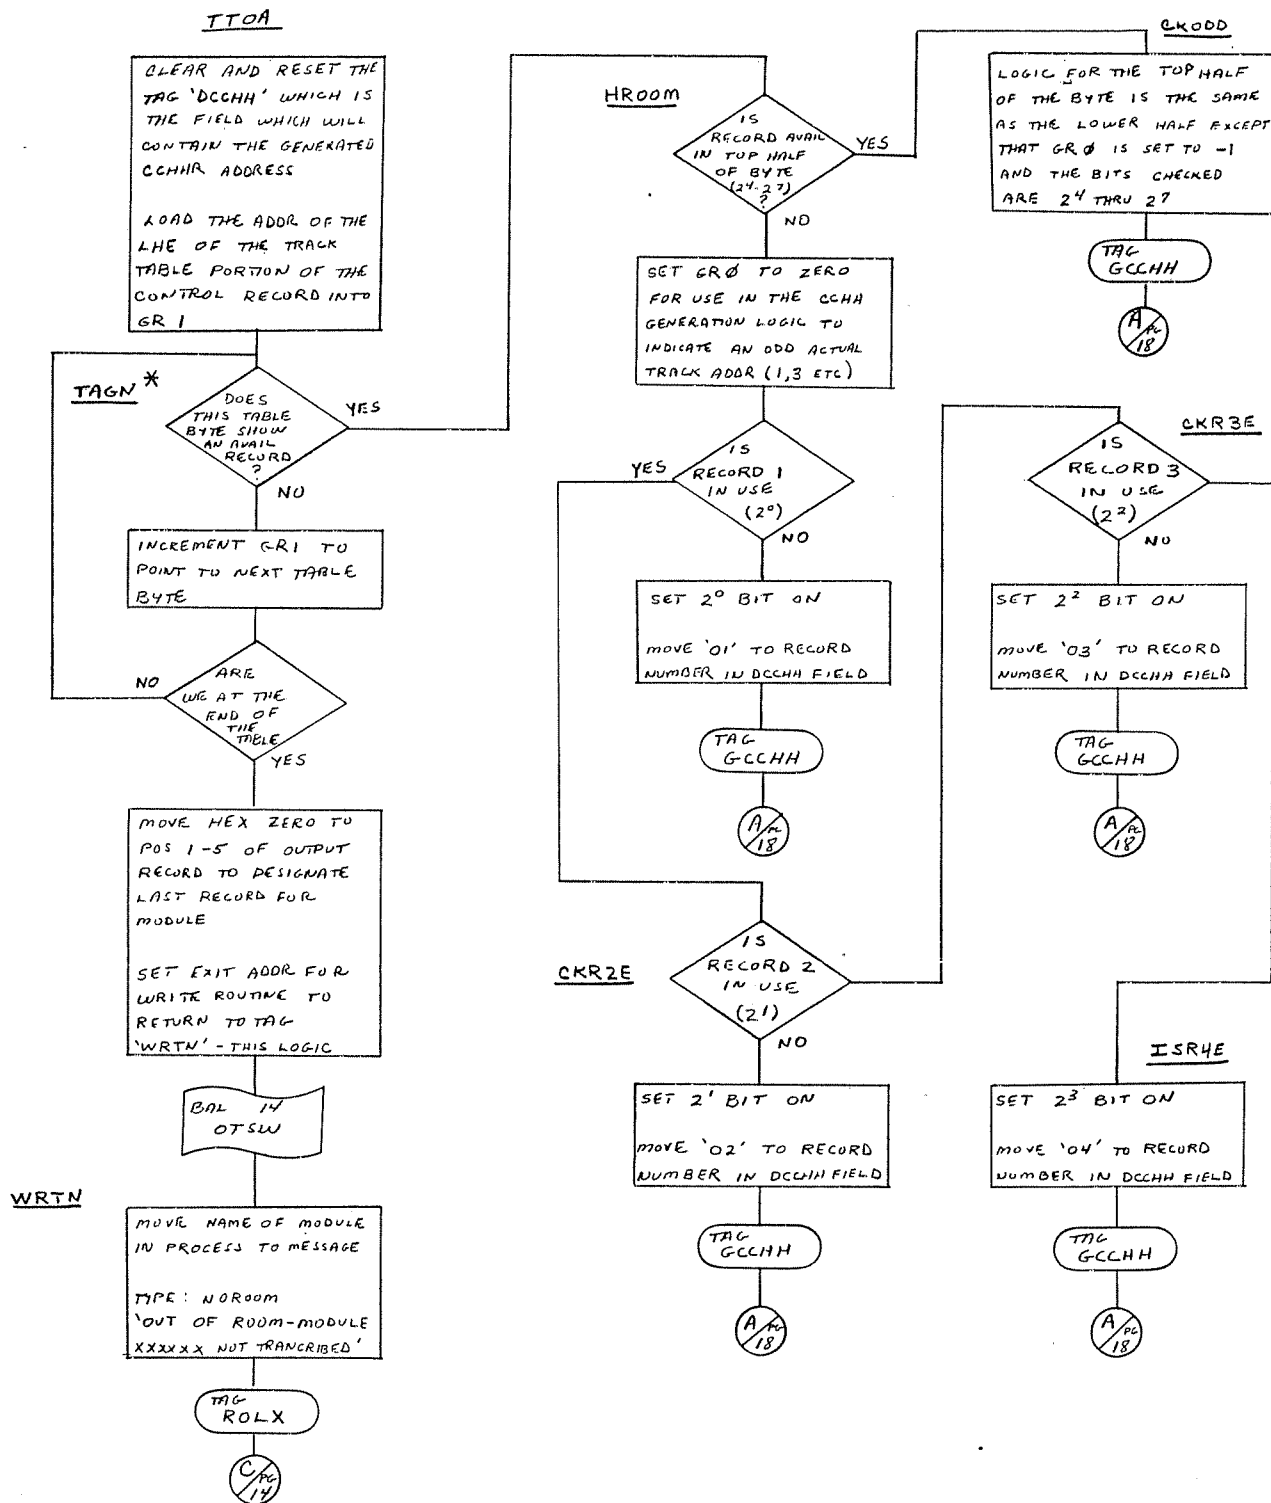 TTOA
CLEAR AND RESET THE
TAG 'DCCHH' WHICH IS
THE FIELD WHICH WILL
CONTAIN THE GENERATED
CCHHR ADDRESS
LOAD THE ADDR OF THE
LHE OF THE TRACK
TABLE PORTION OF THE
CONTROL RECORD INTO
GR 1
TAGN *
DOES
THIS TABLE
BYTE SHOW
AN AVAIL
RECORD
?
YES
NO
INCREMENT GR1 TO
POINT TO NEXT TABLE
BYTE
ARE
WE AT THE
END OF
THE
TABLE
NO
YES
MOVE HEX ZERO TO
POS 1-5 OF OUTPUT
RECORD TO DESIGNATE
LAST RECORD FOR
MODULE
SET EXIT ADDR FOR
WRITE ROUTINE TO
RETURN TO TAG
'WRTN' - THIS LOGIC
BAL 14
OTSW
WRTN
MOVE NAME OF MODULE
IN PROCESS TO MESSAGE
TYPE: NOROOM
'OUT OF ROOM-MODULE
XXXXXX NOT TRANCRIBED'
TAG
ROLX
C PG
14
HROOM
IS
RECORD AVAIL
IN TOP HALF
OF BYTE
(2⁴-2⁷)
?
YES
NO
SET GRØ TO ZERO
FOR USE IN THE CCHH
GENERATION LOGIC TO
INDICATE AN ODD ACTUAL
TRACK ADDR (1,3 ETC)
IS
RECORD 1
IN USE
(2⁰)
YES
NO
SET 2⁰ BIT ON
MOVE '01' TO RECORD
NUMBER IN DCCHH FIELD
TAG
GCCHH
A PG
18
CKR2E
IS
RECORD 2
IN USE
(2¹)
NO
SET 2¹ BIT ON
MOVE '02' TO RECORD
NUMBER IN DCCHH FIELD
TAG
GCCHH
A PG
18
CKODD
LOGIC FOR THE TOP HALF
OF THE BYTE IS THE SAME
AS THE LOWER HALF EXCEPT
THAT GR Ø IS SET TO -1
AND THE BITS CHECKED
ARE 2⁴ THRU 2⁷
TAG
GCCHH
A PG
18
CKR3E
IS
RECORD 3
IN USE
(2²)
NO
SET 2² BIT ON
MOVE '03' TO RECORD
NUMBER IN DCCHH FIELD
TAG
GCCHH
A PG
18
ISR4E
SET 2³ BIT ON
MOVE '04' TO RECORD
NUMBER IN DCCHH FIELD
TAG
GCCHH
A PG
18